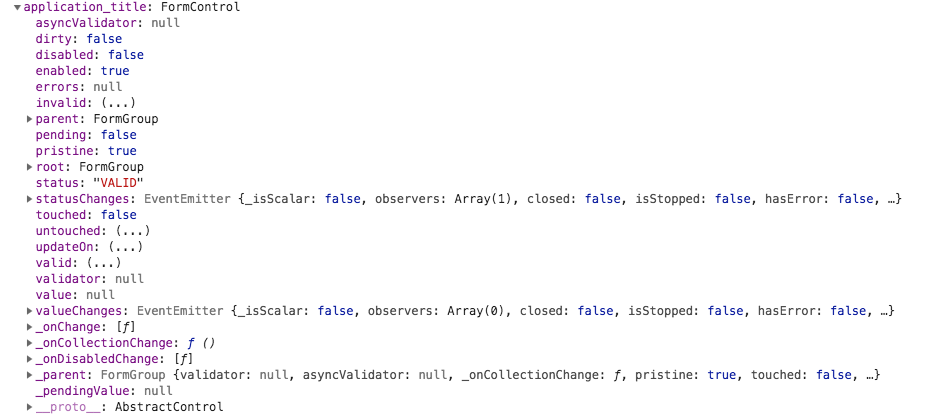 application_title: FormControl
asyncValidator: null
dirty: false
disabled: false
enabled: true
errors: null
invalid: (...)
parent: FormGroup
pending: false
pristine: true
root: FormGroup
status: "VALID"
statusChanges: EventEmitter {_isScalar: false, observers: Array(1), closed: false, isStopped: false, hasError: false, …}
touched: false
untouched: (...)
updateOn: (...)
valid: (...)
validator: null
value: null
valueChanges: EventEmitter {_isScalar: false, observers: Array(0), closed: false, isStopped: false, hasError: false, …}
_onChange: [ƒ]
_onCollectionChange: ƒ ()
_onDisabledChange: [ƒ]
_parent: FormGroup {validator: null, asyncValidator: null, _onCollectionChange: ƒ, pristine: true, touched: false, …}
_pendingValue: null
__proto__: AbstractControl